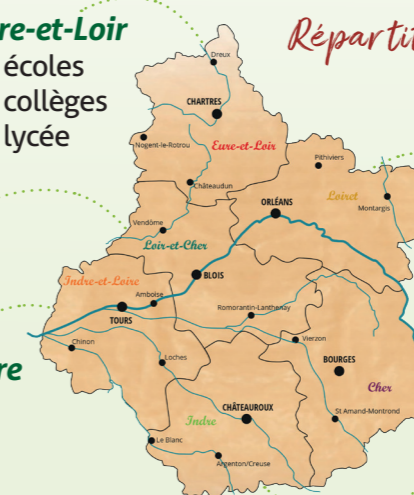 re-et-Loir
écoles
collèges
lycée
Répartit
Dreux
CHARTRES
Nogent-le-Rotrou
Eure-et-Loir
Pithiviers
Châteaudun
Loiret
ORLÉANS
Montargis
Vendôme
Loir-et-Cher
BLOIS
Indre-et-Loire
Amboise
TOURS
Romorantin-Lanthenay
Chinon
Vierzon
Loches
BOURGES
re
Cher
CHÂTEAUROUX
St Amand-Montrond
Indre
Le Blanc
Argenton/Creuse